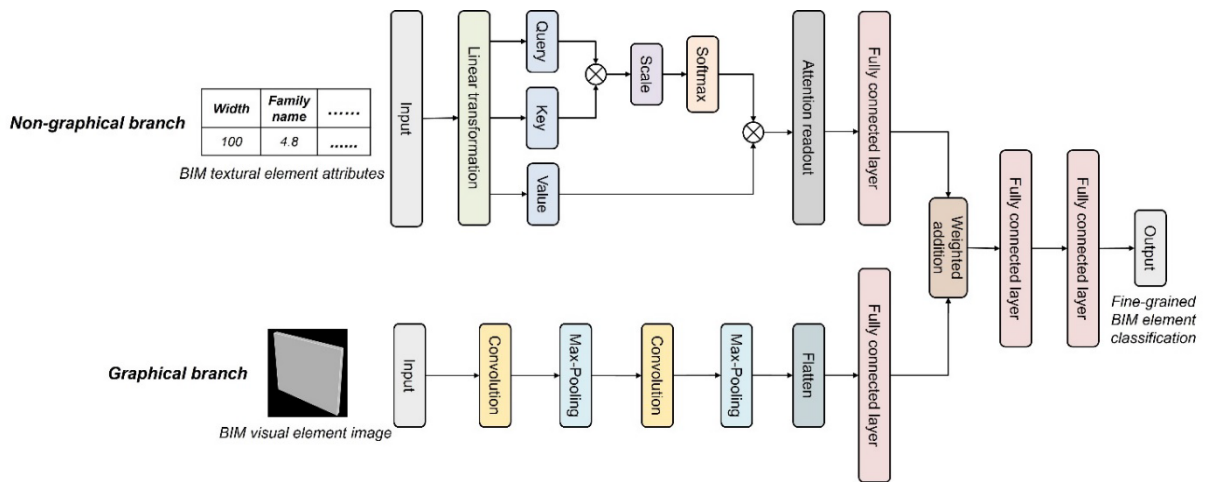 Non-graphical branch
Width
Family
name
......
100
4.8
......
BIM textural element attributes
Input
Linear transformation
Query
Key
Value
Scale
Softmax
Attention readout
Fully connected layer
Weighted
addition
Fully connected layer
Fully connected layer
Output
Fine-grained
BIM element
classification
Graphical branch
BIM visual element image
Input
Convolution
Max-Pooling
Convolution
Max-Pooling
Flatten
Fully connected layer